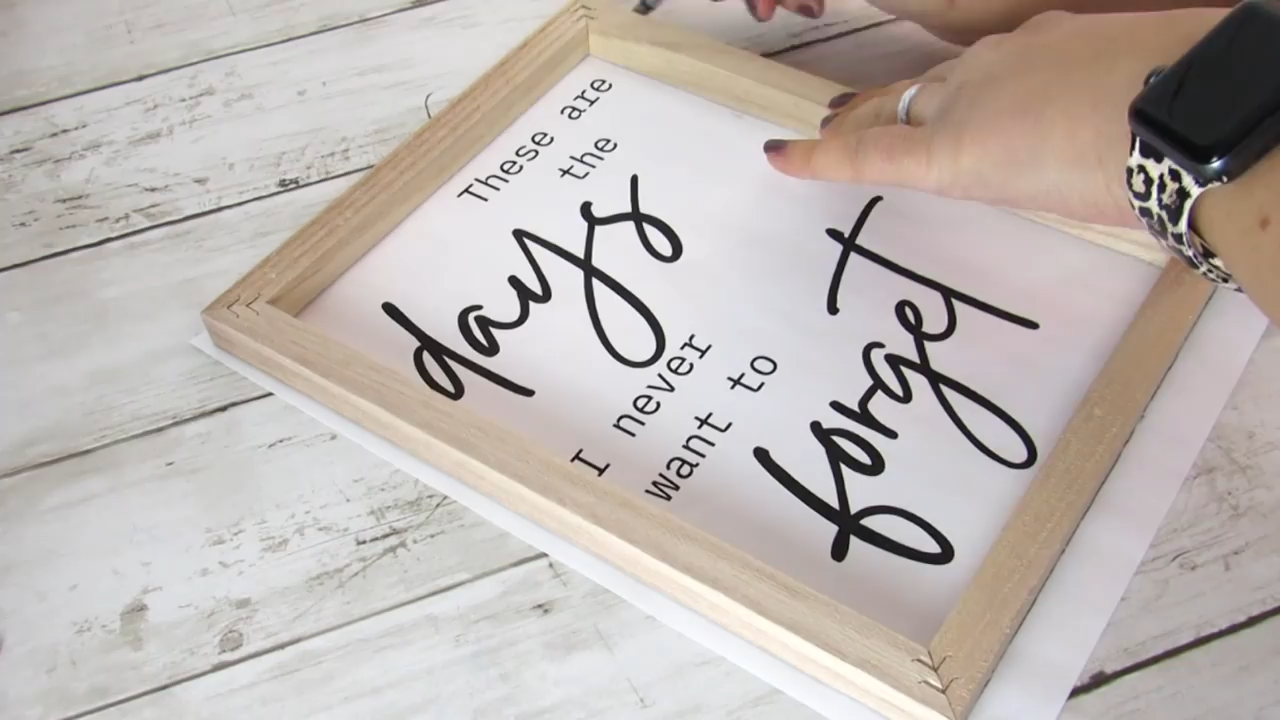 These are
the
days
I never
want to
forget